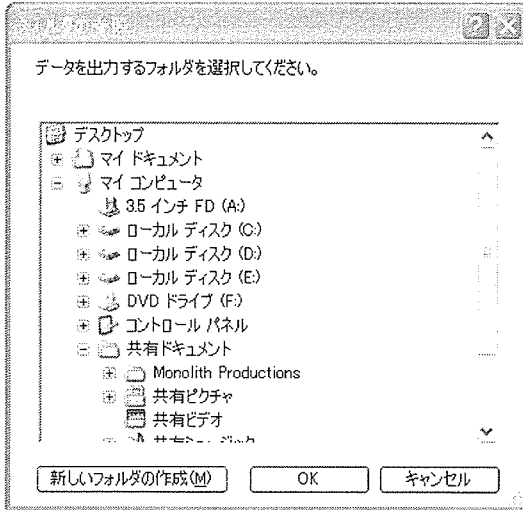 データを出力するフォルダを選択してください。
デスクトップ
マイ ドキュメント
マイ コンピュータ
3.5 インチ FD (A:)
ローカル ディスク (C:)
ローカル ディスク (D:)
ローカル ディスク (E:)
DVD ドライブ (F:)
コントロール パネル
共有ドキュメント
Monolith Productions
共有ピクチャ
共有ビデオ
新しいフォルダの作成(M)
OK
キャンセル